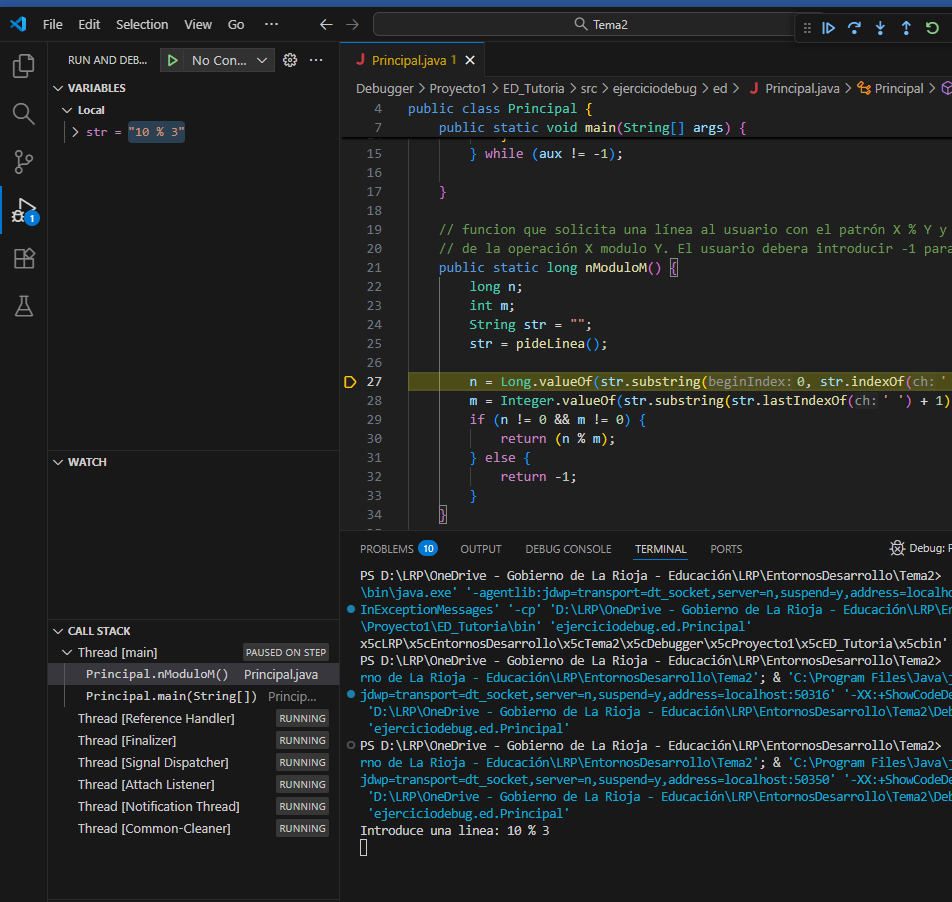 File Edit Selection View Go ··· Tema2
RUN AND DEB... No Con... ···
VARIABLES
Local
str = "10 % 3"
WATCH
CALL STACK
Thread [main] PAUSED ON STEP
Principal.nModuloM() Principal.java
Principal.main(String[]) Princip...
Thread [Reference Handler] RUNNING
Thread [Finalizer] RUNNING
Thread [Signal Dispatcher] RUNNING
Thread [Attach Listener] RUNNING
Thread [Notification Thread] RUNNING
Thread [Common-Cleaner] RUNNING
1
J Principal.java 1
Debugger > Proyecto1 > ED_Tutoria > src > ejerciciodebug > ed > J Principal.java > Principal >
4 public class Principal {
7 public static void main(String[] args) {
15 } while (aux != -1);
16
17 }
18
19 // funcion que solicita una línea al usuario con el patrón X % Y y
20 // de la operación X modulo Y. El usuario debera introducir -1 para
21 public static long nModuloM() {
22 long n;
23 int m;
24 String str = "";
25 str = pideLinea();
26
27 n = Long.valueOf(str.substring(beginIndex: 0, str.indexOf(ch: '
28 m = Integer.valueOf(str.substring(str.lastIndexOf(ch: ' ') + 1)
29 if (n != 0 && m != 0) {
30 return (n % m);
31 } else {
32 return -1;
33 }
34 }
PROBLEMS 10 OUTPUT DEBUG CONSOLE TERMINAL PORTS Debug:
PS D:\LRP\OneDrive - Gobierno de La Rioja - Educación\LRP\EntornosDesarrollo\Tema2>
\bin\java.exe' '-agentlib:jdwp=transport=dt_socket,server=n,suspend=y,address=localho
InExceptionMessages' '-cp' 'D:\LRP\OneDrive - Gobierno de La Rioja - Educación\LRP\En
\Proyecto1\ED_Tutoria\bin' 'ejerciciodebug.ed.Principal'
x5cLRP\x5cEntornosDesarrollo\x5cTema2\x5cDebugger\x5cProyecto1\x5cED_Tutoria\x5cbin'
PS D:\LRP\OneDrive - Gobierno de La Rioja - Educación\LRP\EntornosDesarrollo\Tema2>
rno de La Rioja - Educación\LRP\EntornosDesarrollo\Tema2'; & 'C:\Program Files\Java\j
jdwp=transport=dt_socket,server=n,suspend=y,address=localhost:50316' '-XX:+ShowCodeDe
'D:\LRP\OneDrive - Gobierno de La Rioja - Educación\LRP\EntornosDesarrollo\Tema2\Deb
'ejerciciodebug.ed.Principal'
PS D:\LRP\OneDrive - Gobierno de La Rioja - Educación\LRP\EntornosDesarrollo\Tema2>
rno de La Rioja - Educación\LRP\EntornosDesarrollo\Tema2'; & 'C:\Program Files\Java\j
jdwp=transport=dt_socket,server=n,suspend=y,address=localhost:50350' '-XX:+ShowCodeDe
'D:\LRP\OneDrive - Gobierno de La Rioja - Educación\LRP\EntornosDesarrollo\Tema2\Deb
'ejerciciodebug.ed.Principal'
Introduce una linea: 10 % 3